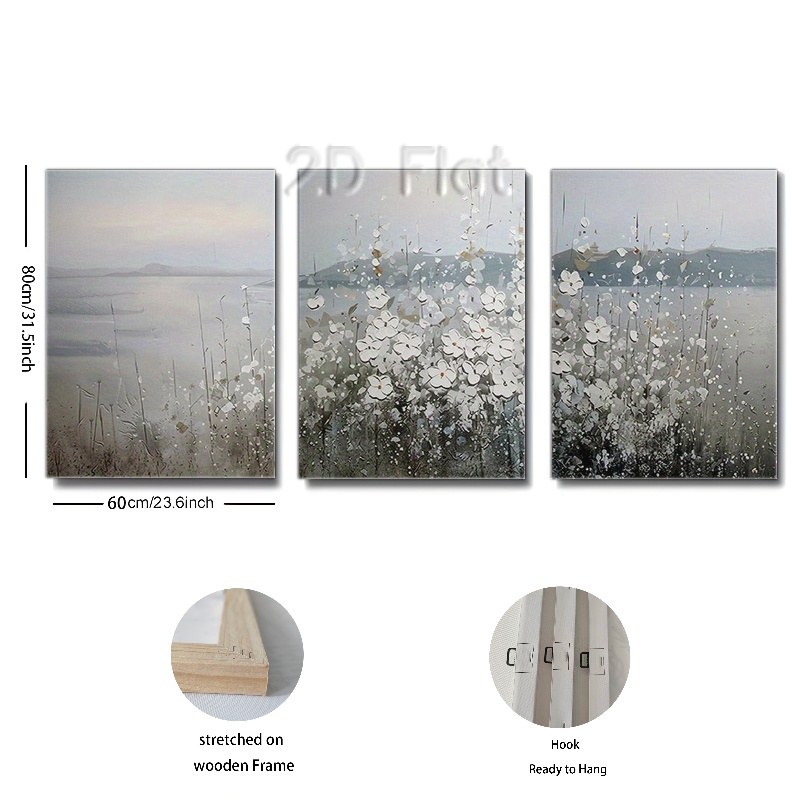 2D Flat
80cm/31.5inch
60cm/23.6inch
stretched on
wooden Frame
Hook
Ready to Hang